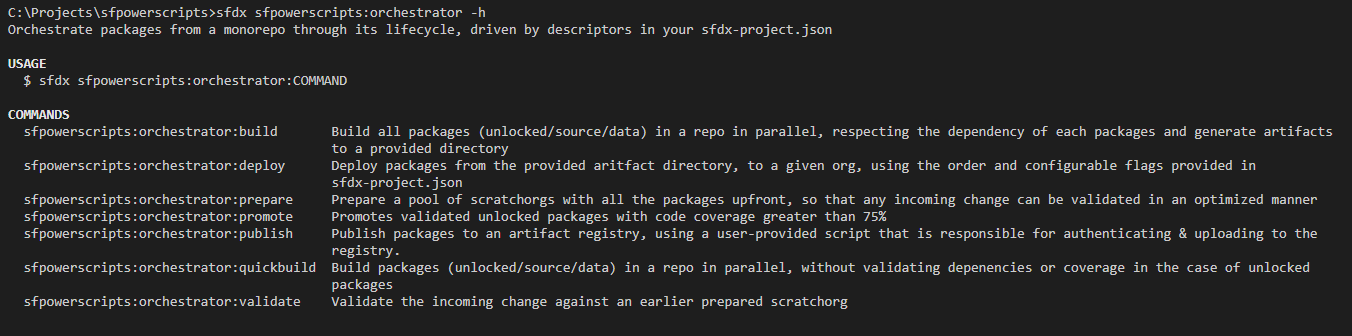 C:\Projects\sfpowerscripts>sfdx sfpowerscripts:orchestrator -h
Orchestrate packages from a monorepo through its lifecycle, driven by descriptors in your sfdx-project.json
USAGE
$ sfdx sfpowerscripts:orchestrator:COMMAND
COMMANDS
sfpowerscripts:orchestrator:build Build all packages (unlocked/source/data) in a repo in parallel, respecting the dependency of each packages and generate artifacts
to a provided directory
sfpowerscripts:orchestrator:deploy Deploy packages from the provided aritfact directory, to a given org, using the order and configurable flags provided in
sfdx-project.json
sfpowerscripts:orchestrator:prepare Prepare a pool of scratchorgs with all the packages upfront, so that any incoming change can be validated in an optimized manner
sfpowerscripts:orchestrator:promote Promotes validated unlocked packages with code coverage greater than 75%
sfpowerscripts:orchestrator:publish Publish packages to an artifact registry, using a user-provided script that is responsible for authenticating & uploading to the
registry.
sfpowerscripts:orchestrator:quickbuild Build packages (unlocked/source/data) in a repo in parallel, without validating depenencies or coverage in the case of unlocked
packages
sfpowerscripts:orchestrator:validate Validate the incoming change against an earlier prepared scratchorg